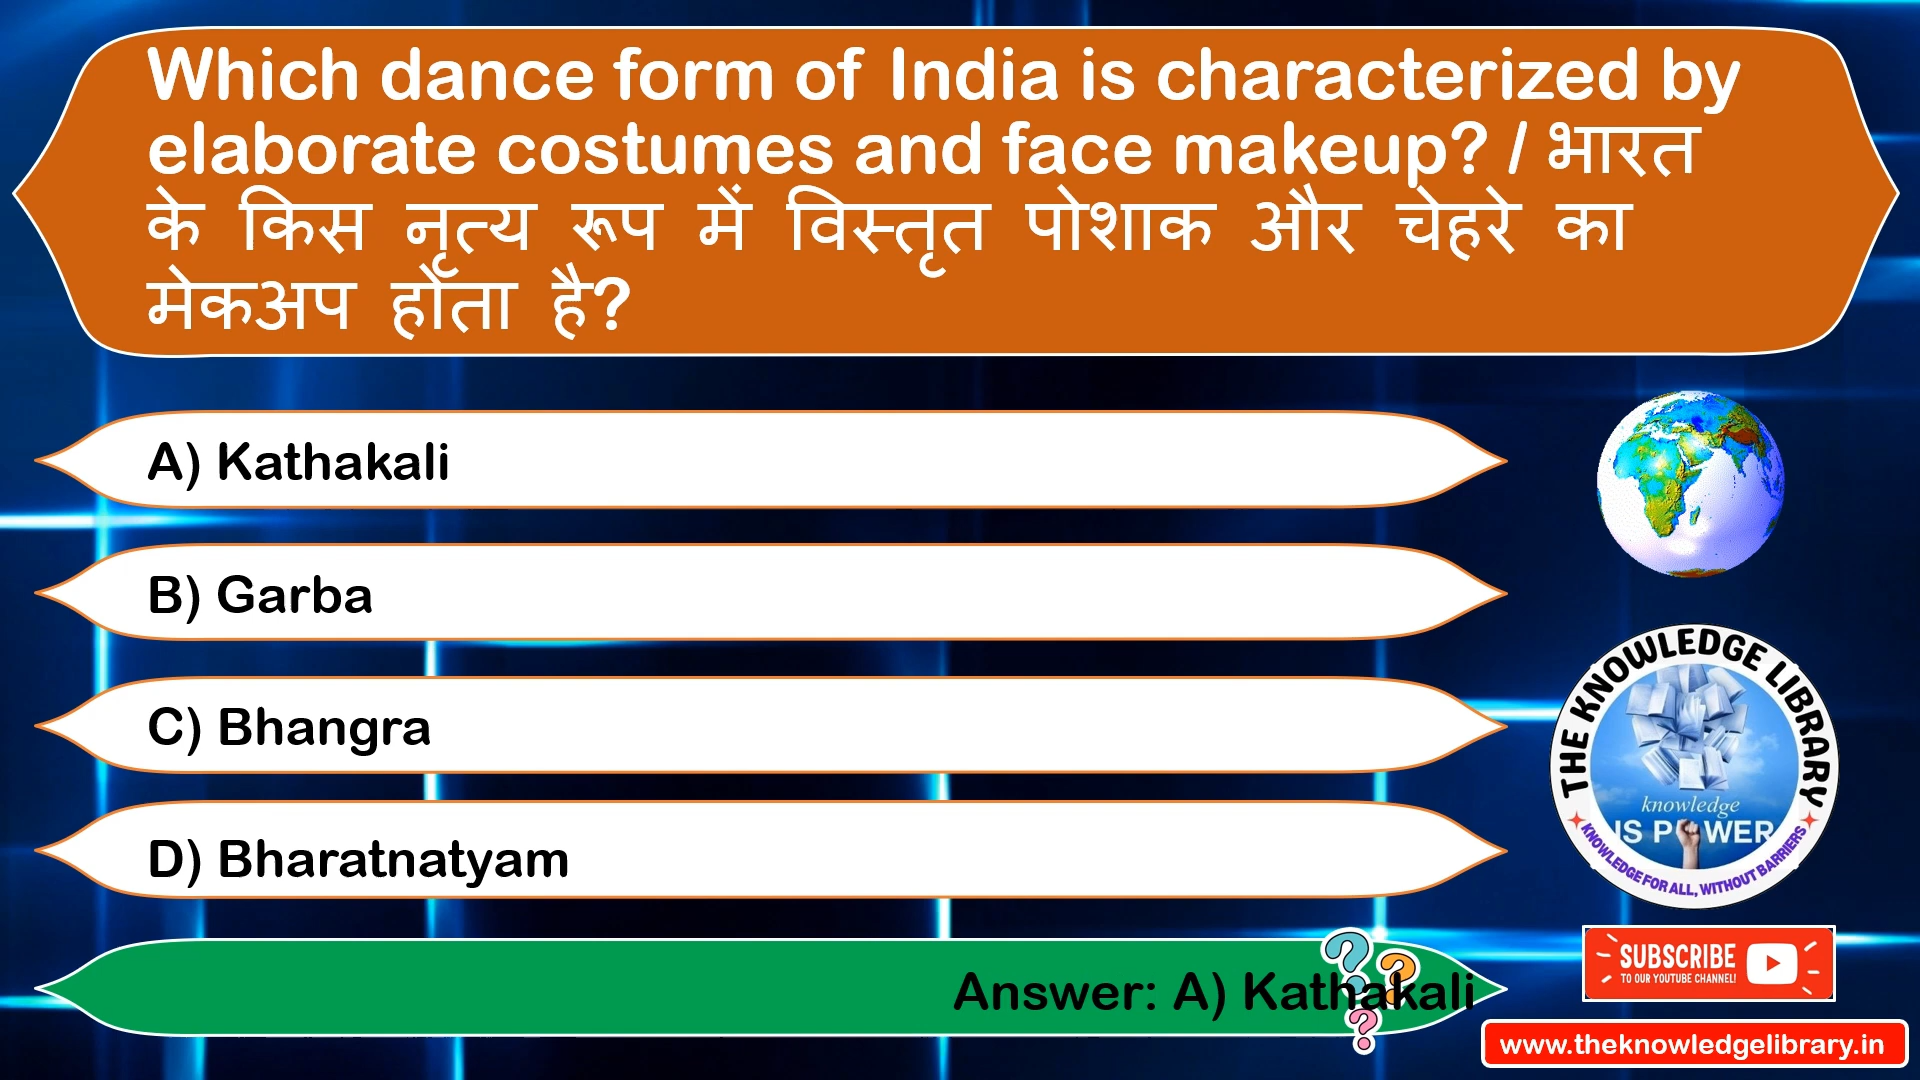 Which dance form of India is characterized by
elaborate costumes and face makeup? / भारत
के किस नृत्य रूप में विस्तृत पोशाक और चेहरे का
मेकअप होता है?
A) Kathakali
B) Garba
C) Bhangra
D) Bharatnatyam
Answer: A) Kathakali
THE KNOWLEDGE LIBRARY
knowledge
IS POWER
KNOWLEDGE FOR ALL, WITHOUT BARRIERS
SUBSCRIBE
TO OUR YOUTUBE CHANNEL!
www.theknowledgelibrary.in